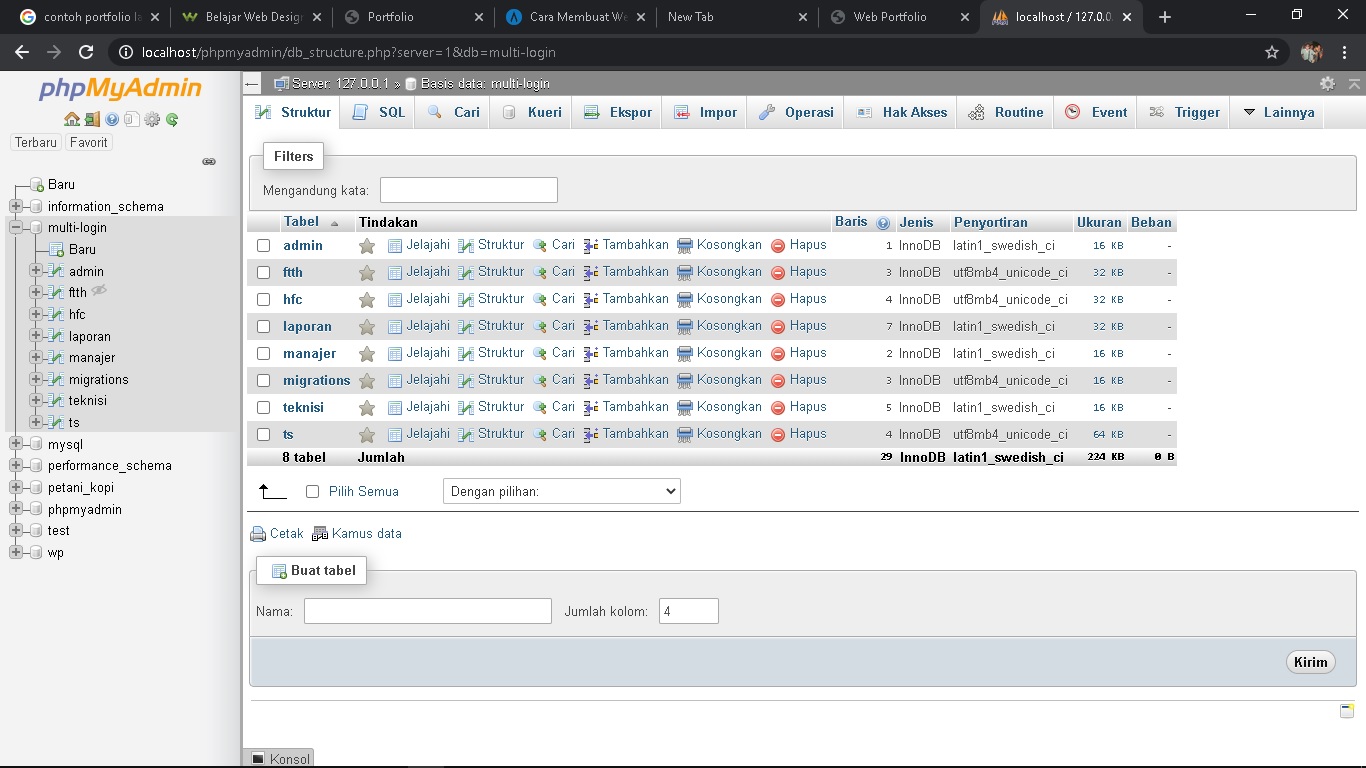 contoh portfolio la
Belajar Web Design
Portfolio
Cara Membuat We
New Tab
Web Portfolio
localhost / 127.0.0.
localhost/phpmyadmin/db_structure.php?server=1&db=multi-login
phpMyAdmin
Terbaru Favorit
Baru
information_schema
multi-login
Baru
admin
ftth
hfc
laporan
manajer
migrations
teknisi
ts
mysql
performance_schema
petani_kopi
phpmyadmin
test
wp
Server: 127.0.0.1 » Basis data: multi-login
Struktur SQL Cari Kueri Ekspor Impor Operasi Hak Akses Routine Event Trigger Lainnya
Filters
Mengandung kata:
Tabel Tindakan Baris Jenis Penyortiran Ukuran Beban
admin Jelajahi Struktur Cari Tambahkan Kosongkan Hapus 1 InnoDB latin1_swedish_ci 16 KB -
ftth Jelajahi Struktur Cari Tambahkan Kosongkan Hapus 3 InnoDB utf8mb4_unicode_ci 32 KB -
hfc Jelajahi Struktur Cari Tambahkan Kosongkan Hapus 4 InnoDB utf8mb4_unicode_ci 32 KB -
laporan Jelajahi Struktur Cari Tambahkan Kosongkan Hapus 7 InnoDB latin1_swedish_ci 32 KB -
manajer Jelajahi Struktur Cari Tambahkan Kosongkan Hapus 2 InnoDB latin1_swedish_ci 16 KB -
migrations Jelajahi Struktur Cari Tambahkan Kosongkan Hapus 3 InnoDB utf8mb4_unicode_ci 16 KB -
teknisi Jelajahi Struktur Cari Tambahkan Kosongkan Hapus 5 InnoDB latin1_swedish_ci 16 KB -
ts Jelajahi Struktur Cari Tambahkan Kosongkan Hapus 4 InnoDB utf8mb4_unicode_ci 64 KB -
8 tabel Jumlah 29 InnoDB latin1_swedish_ci 224 KB 0 B
Pilih Semua Dengan pilihan:
Cetak Kamus data
Buat tabel
Nama: Jumlah kolom: 4
Kirim
Konsol